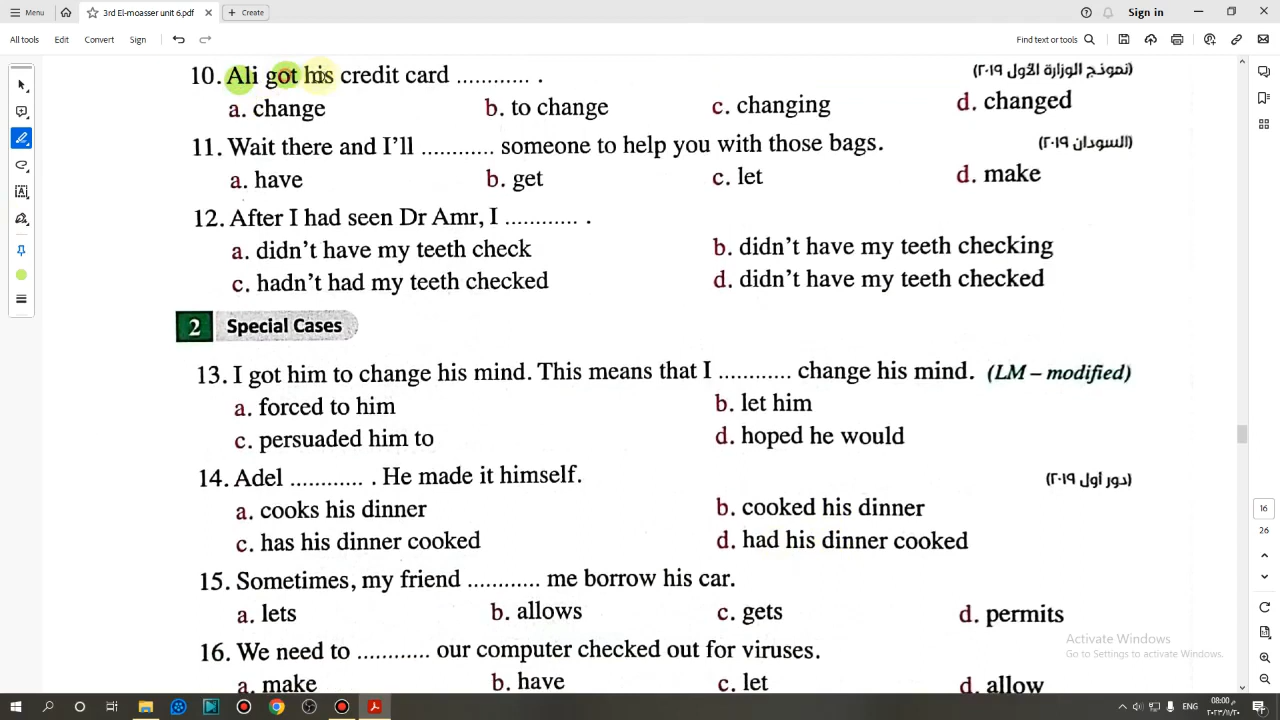 Menu 3rd El-moasser unit 6.pdf × + Create Sign in
All tools Edit Convert Sign Find text or tools
10. Ali got his credit card ............ . (نموذج الوزارة الأول ٢٠١٩)
a. change b. to change c. changing d. changed
11. Wait there and I'll ............ someone to help you with those bags. (السودان ٢٠١٩)
a. have b. get c. let d. make
12. After I had seen Dr Amr, I ............ .
a. didn't have my teeth check b. didn't have my teeth checking
c. hadn't had my teeth checked d. didn't have my teeth checked
2 Special Cases
13. I got him to change his mind. This means that I ............ change his mind. (LM – modified)
a. forced to him b. let him
c. persuaded him to d. hoped he would
14. Adel ............ . He made it himself. (دور أول ٢٠١٩)
a. cooks his dinner b. cooked his dinner
c. has his dinner cooked d. had his dinner cooked
15. Sometimes, my friend ............ me borrow his car.
a. lets b. allows c. gets d. permits
16. We need to ............ our computer checked out for viruses.
a. make b. have c. let d. allow
16
26
Activate Windows
Go to Settings to activate Windows.
ENG 08:00 م